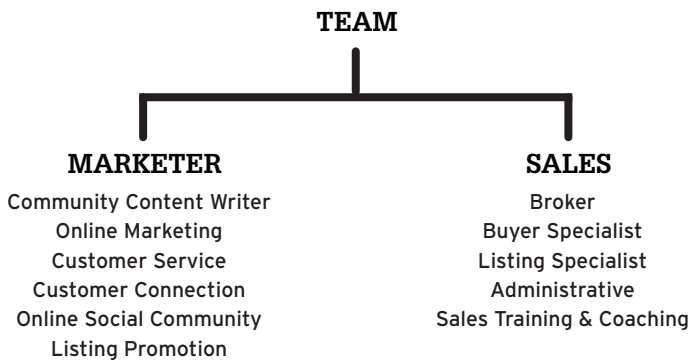 TEAM
MARKETER
Community Content Writer
Online Marketing
Customer Service
Customer Connection
Online Social Community
Listing Promotion
SALES
Broker
Buyer Specialist
Listing Specialist
Administrative
Sales Training & Coaching